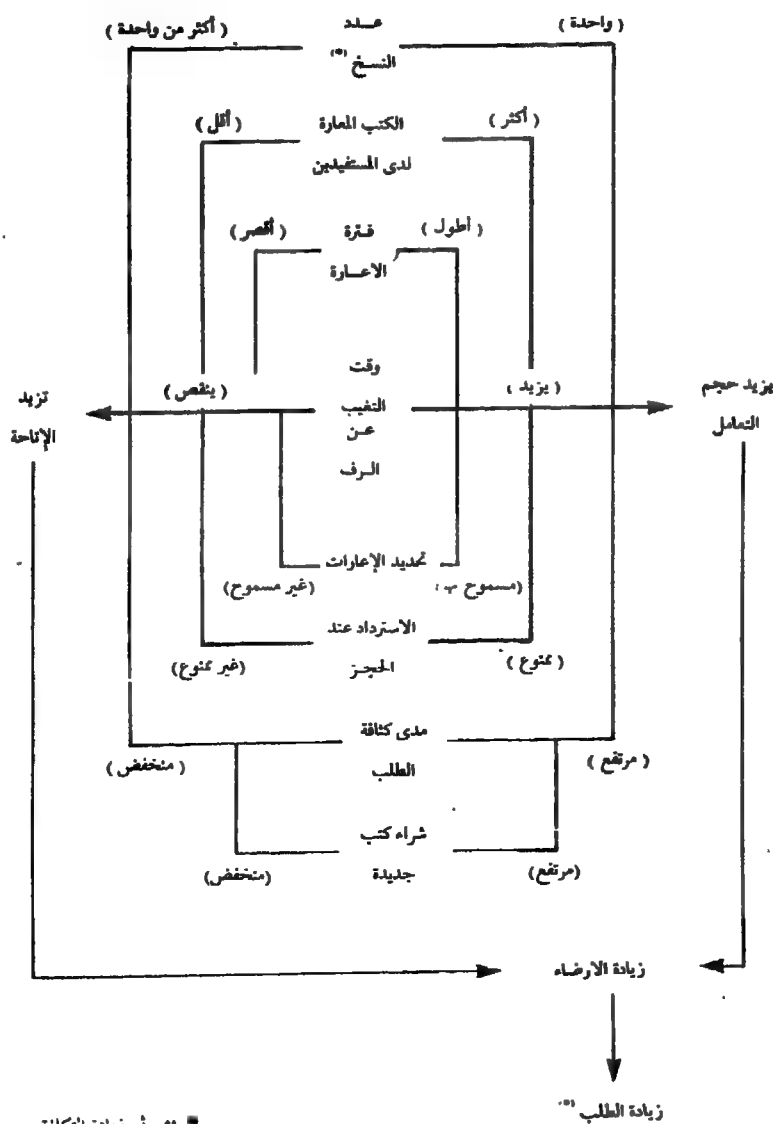 ( واحدة ) عدد ( أكثر من واحدة )
النسخ (*)
( أكثر ) الكتب المعارة ( أقل )
لدى المستفيدين
( أطول ) فترة ( أقصر )
الاعارة
يزيد حجم ( يزيد ) وقت ( ينقص ) تزيد
التعامل التغيب الإتاحة
عن
الرف
تجديد الإعارات
( مسموح ( غير مسموح )
الاسترداد عند
( ممنوع ) الحجز ( غير ممنوع )
مدى كثافة
( مرتفع ) الطلب ( منخفض )
شراء كتب
( مرتفع ) جديدة ( منخفض )
زيادة الارضاء
زيادة الطلب